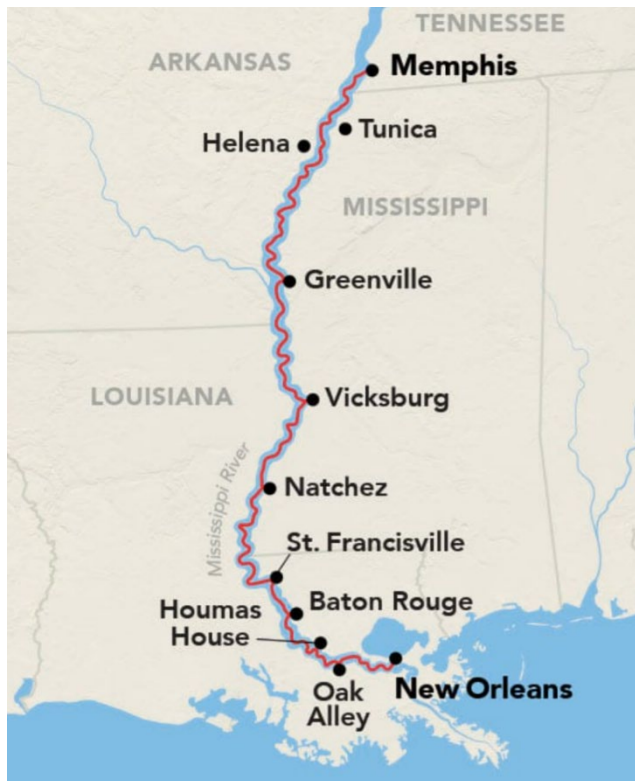 TENNESSEE
ARKANSAS
Memphis
Tunica
Helena
MISSISSIPPI
Greenville
LOUISIANA
Vicksburg
Mississippi River
Natchez
St. Francisville
Baton Rouge
Houmas
House
New Orleans
Oak
Alley